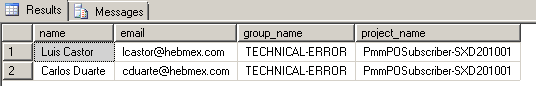 Results Messages
name email group_name project_name
1 Luis Castor lcastor@hebmex.com TECHNICAL-ERROR PmmPOSubscriber-SXD201001
2 Carlos Duarte cduarte@hebmex.com TECHNICAL-ERROR PmmPOSubscriber-SXD201001